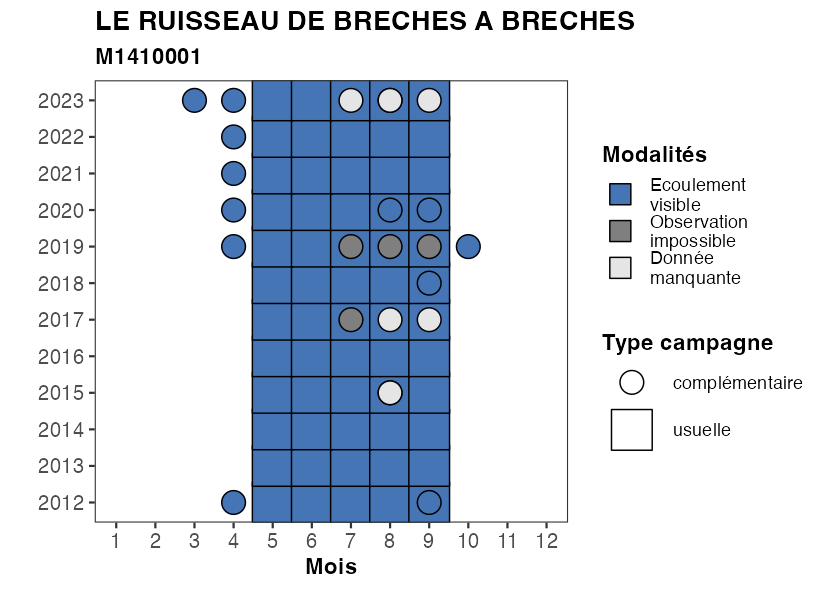 LE RUISSEAU DE BRECHES A BRECHES
M1410001
2023
2022
2021
2020
2019
2018
2017
2016
2015
2014
2013
2012
1 2 3 4 5 6 7 8 9 10 11 12
Mois
Modalités
Ecoulement
visible
Observation
impossible
Donnée
manquante
Type campagne
complémentaire
usuelle